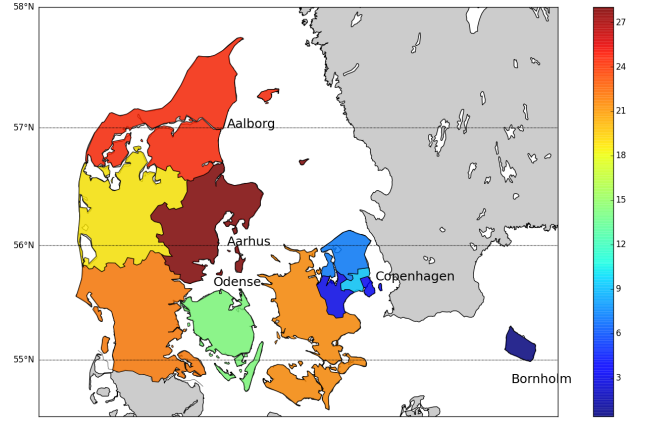 58°N
57°N
56°N
55°N
Aalborg
Aarhus
Odense
Copenhagen
Bornholm
27
24
21
18
15
12
9
6
3